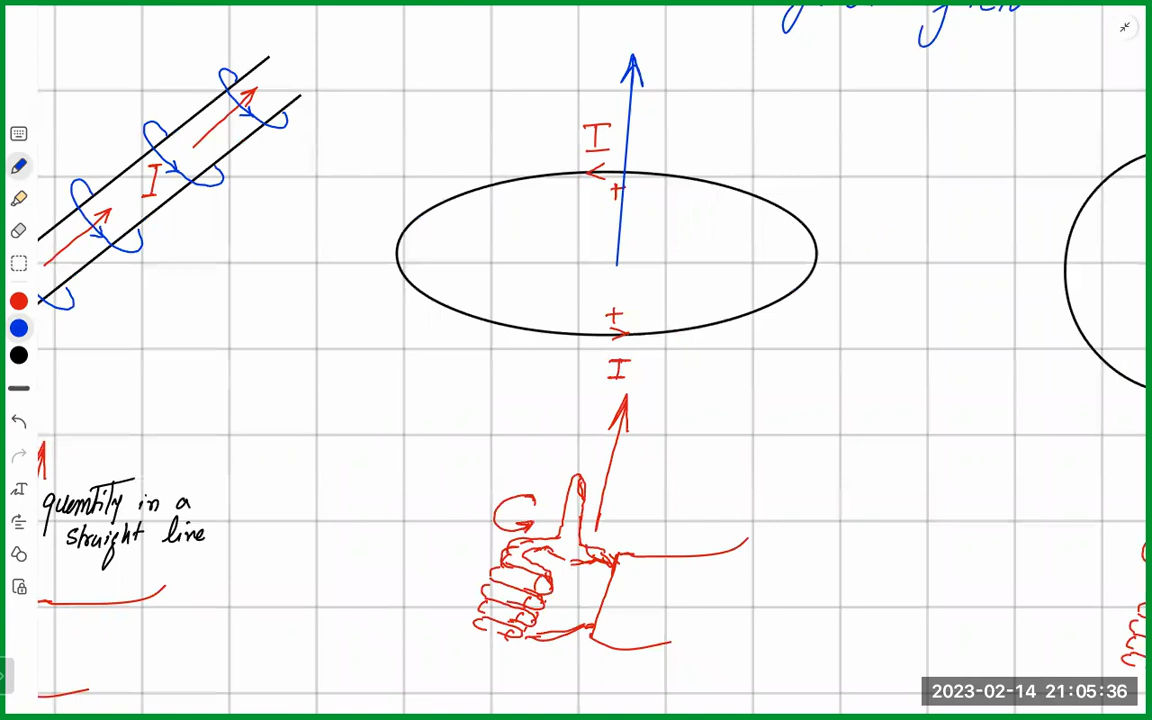 I
I
+
+
I
quantity in a
straight line
2023-02-14 21:05:36